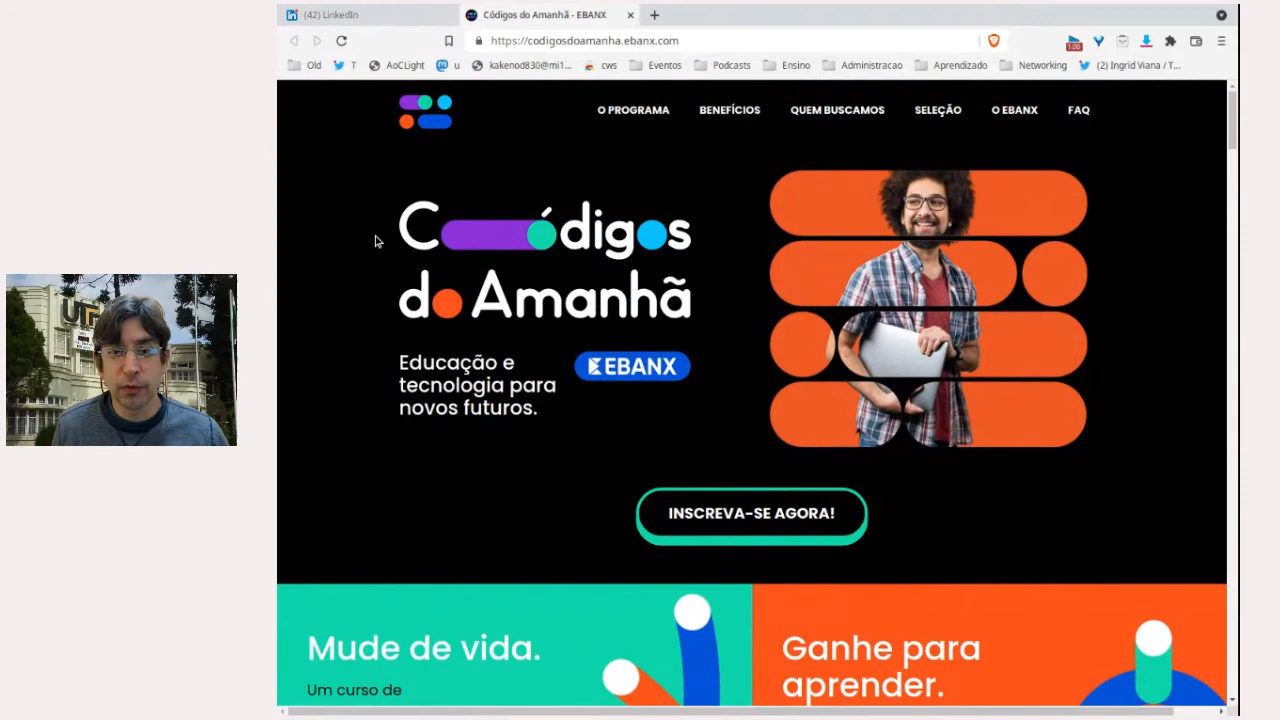 (42) LinkedIn
Códigos do Amanhã - EBANX
https://codigosdoamanha.ebanx.com
1.00
Old
T
AoCLight
u
kakenod830@mi1...
cws
Eventos
Podcasts
Ensino
Administracao
Aprendizado
Networking
(2) Ingrid Viana / T...
O PROGRAMA
BENEFÍCIOS
QUEM BUSCAMOS
SELEÇÃO
O EBANX
FAQ
Códigos
do Amanhã
Educação e
tecnologia para
novos futuros.
EBANX
INSCREVA-SE AGORA!
Mude de vida.
Um curso de
Ganhe para
aprender.